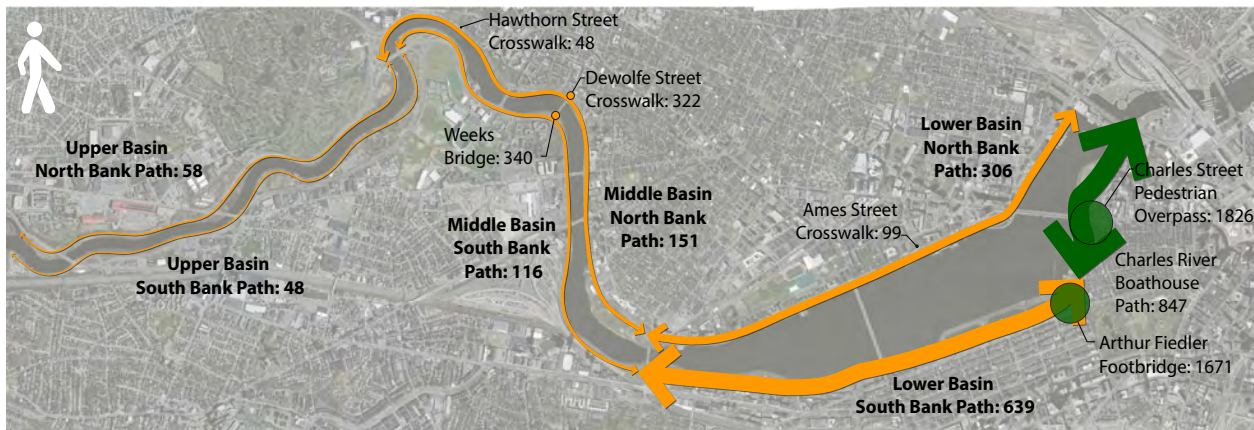 Hawthorn Street
Crosswalk: 48
Dewolfe Street
Crosswalk: 322
Weeks
Bridge: 340
Upper Basin
North Bank Path: 58
Upper Basin
South Bank Path: 48
Middle Basin
South Bank
Path: 116
Middle Basin
North Bank
Path: 151
Ames Street
Crosswalk: 99
Lower Basin
North Bank
Path: 306
Charles Street
Pedestrian
Overpass: 1826
Charles River
Boathouse
Path: 847
Arthur Fiedler
Footbridge: 1671
Lower Basin
South Bank Path: 639